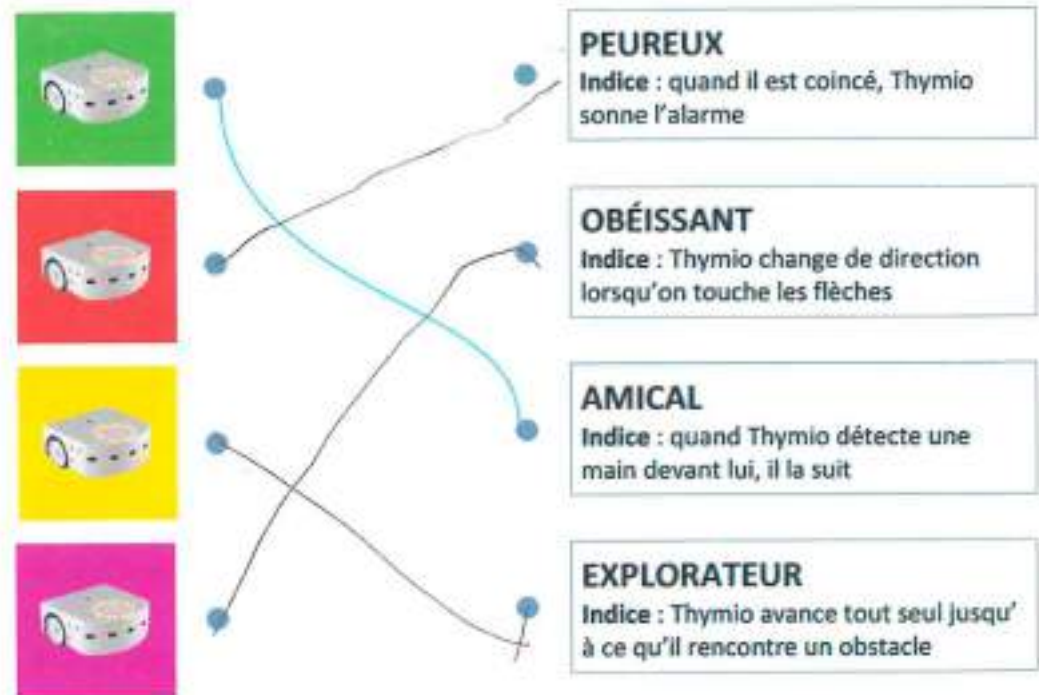 PEUREUX
Indice : quand il est coincé, Thymio
sonne l'alarme
OBÉISSANT
Indice : Thymio change de direction
lorsqu'on touche les flèches
AMICAL
Indice : quand Thymio détecte une
main devant lui, il la suit
EXPLORATEUR
Indice : Thymio avance tout seul jusqu'
à ce qu'il rencontre un obstacle